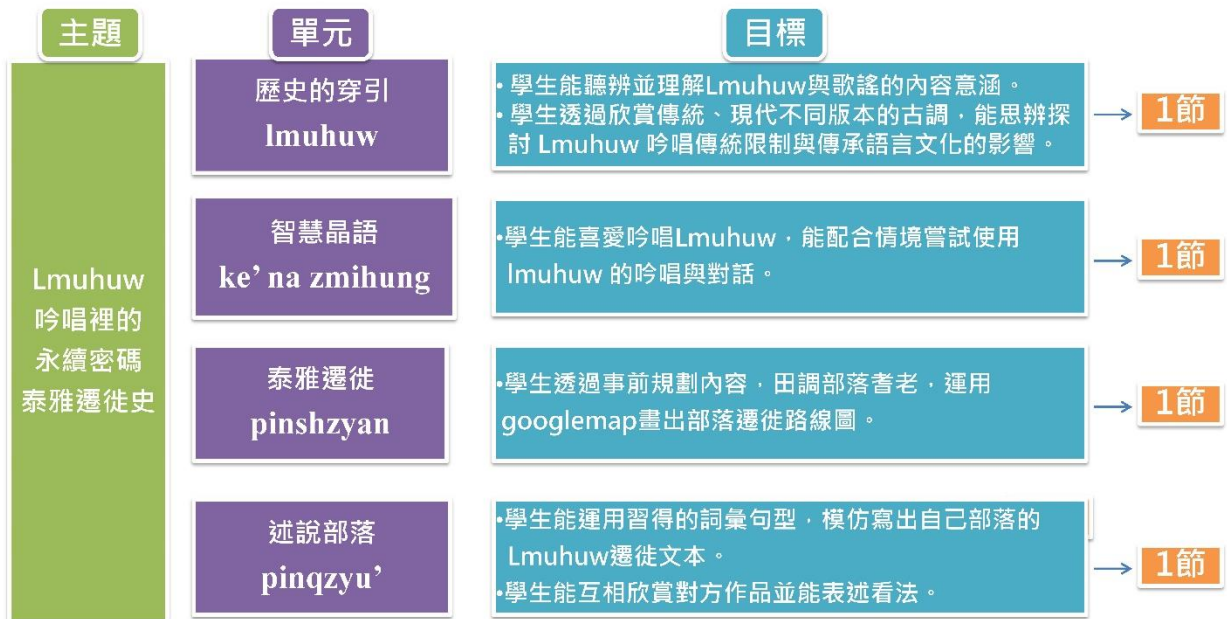 主題
單元
目標
Lmuhuw
吟唱裡的
永續密碼
泰雅遷徙史
歷史的穿引
lmuhuw
• 學生能聽辨並理解Lmuhuw與歌謠的內容意涵。
• 學生透過欣賞傳統、現代不同版本的古調，能思辨探
討 Lmuhuw 吟唱傳統限制與傳承語言文化的影響。
1節
智慧晶語
ke’ na zmihung
•學生能喜愛吟唱Lmuhuw，能配合情境嘗試使用
lmuhuw 的吟唱與對話。
1節
泰雅遷徙
pinshzyan
•學生透過事前規劃內容，田調部落耆老，運用
googlemap畫出部落遷徙路線圖。
1節
述說部落
pinqzyu’
•學生能運用習得的詞彙句型，模仿寫出自己部落的
Lmuhuw遷徙文本。
•學生能互相欣賞對方作品並能表述看法。
1節